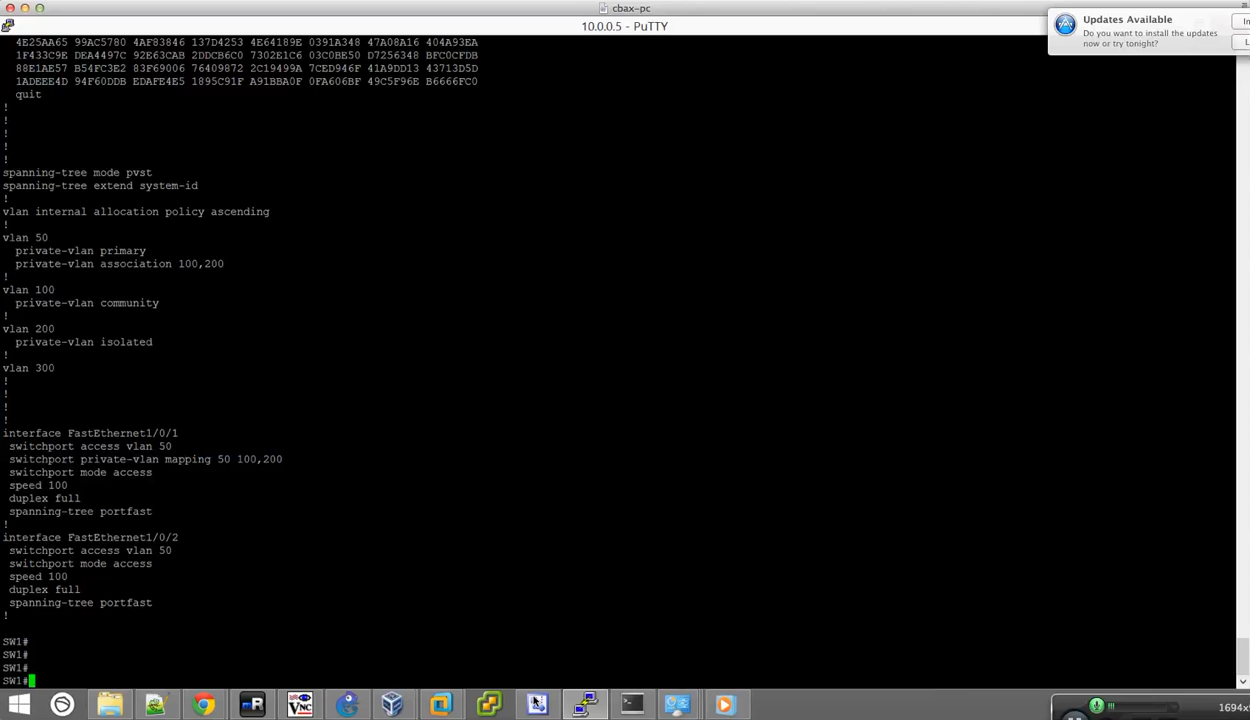 cbax-pc
10.0.0.5 - PuTTY
Updates Available
Do you want to install the updates
now or try tonight?
4E25AA65 99AC5780 4AF83846 137D4253 4E64189E 0391A348 47A08A16 404A93EA
1F433C9E DEA4497C 92E63CAB 2DDCB6C0 7302E1C6 03C0BE50 D7256348 BFC0CFDB
88E1AE57 B54FC3E2 83F69006 76409872 2C19499A 7CED946F 41A9DD13 43713D5D
1ADEEE4D 94F60DDB EDAFE4E5 1895C91F A91BBA0F 0FA606BF 49C5F96E B6666FC0
quit
!
!
!
!
!
spanning-tree mode pvst
spanning-tree extend system-id
!
vlan internal allocation policy ascending
!
vlan 50
private-vlan primary
private-vlan association 100,200
!
vlan 100
private-vlan community
!
vlan 200
private-vlan isolated
!
vlan 300
!
!
!
!
interface FastEthernet1/0/1
switchport access vlan 50
switchport private-vlan mapping 50 100,200
switchport mode access
speed 100
duplex full
spanning-tree portfast
!
interface FastEthernet1/0/2
switchport access vlan 50
switchport mode access
speed 100
duplex full
spanning-tree portfast
!
SW1#
SW1#
SW1#
SW1#
mR
VNC
1694x